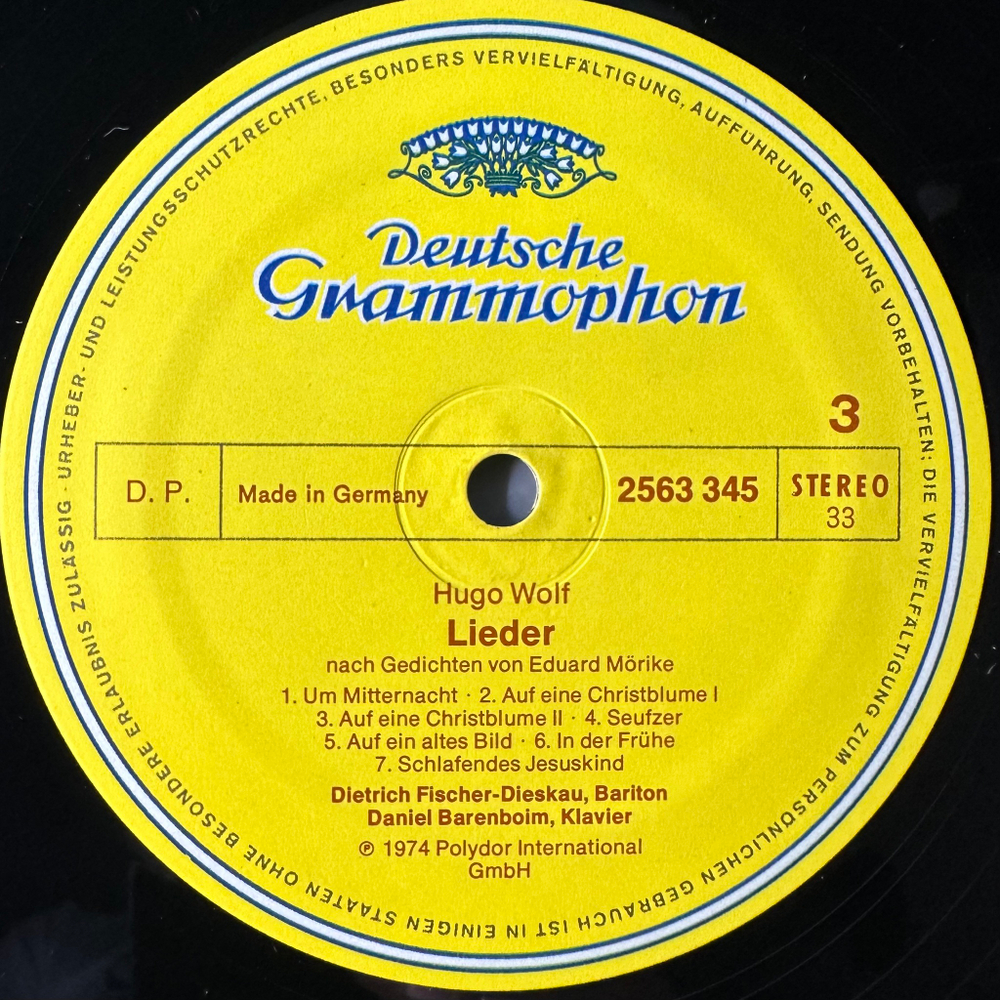 URHEBER- UND LEISTUNGSSCHUTZRECHTE, BESONDERS VERVIELFÄLTIGUNG, AUFFÜHRUNG, SENDUNG VORBEHALTEN; DIE VERVIELFÄLTIGUNG ZUM PERSÖNLICHEN GEBRAUCH IST IN EINIGEN STAATEN OHNE BESONDERE ERLAUBNIS ZULÄSSIG ·
Deutsche
Grammophon
3
D. P. Made in Germany 2563 345 STEREO
33
Hugo Wolf
Lieder
nach Gedichten von Eduard Mörike
1. Um Mitternacht · 2. Auf eine Christblume I
3. Auf eine Christblume II · 4. Seufzer
5. Auf ein altes Bild · 6. In der Frühe
7. Schlafendes Jesuskind
Dietrich Fischer-Dieskau, Bariton
Daniel Barenboim, Klavier
℗ 1974 Polydor International
GmbH